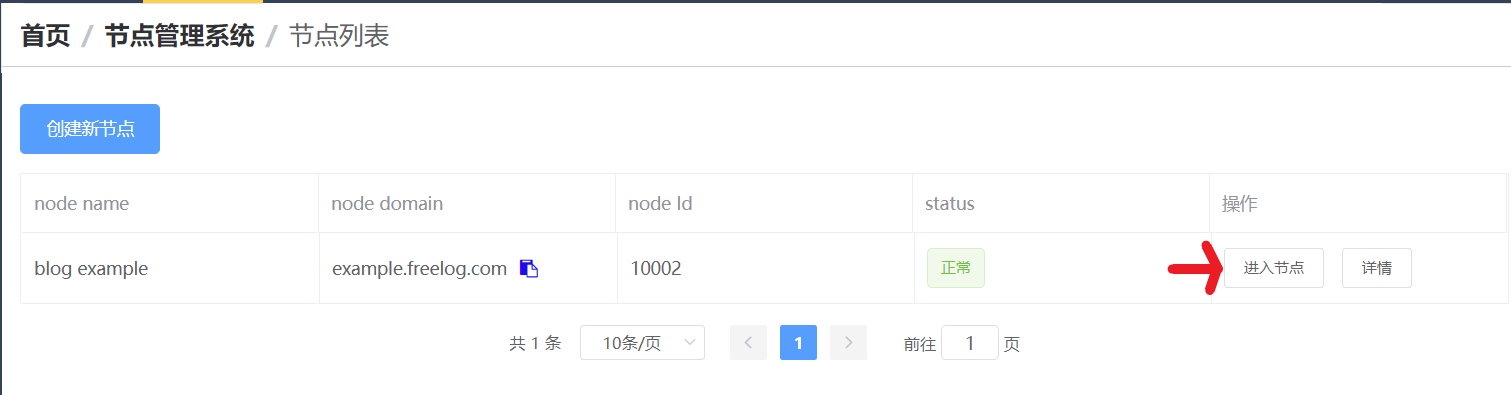 首页 / 节点管理系统 / 节点列表
创建新节点
node name node domain node Id status 操作
blog example example.freelog.com 10002 正常 进入节点 详情
共 1 条 10条/页 1 前往 1 页